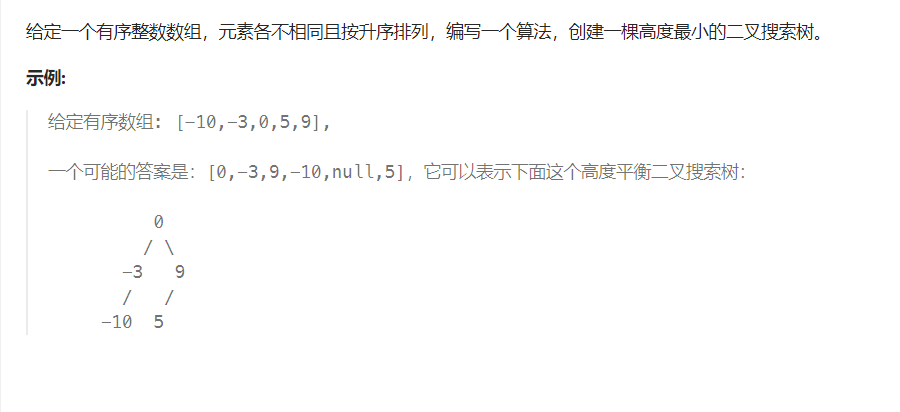 给定一个有序整数数组，元素各不相同且按升序排列，编写一个算法，创建一棵高度最小的二叉搜索树。
示例:
给定有序数组: [-10,-3,0,5,9],
一个可能的答案是：[0,-3,9,-10,null,5]，它可以表示下面这个高度平衡二叉搜索树：
0
/ \
-3 9
/ /
-10 5